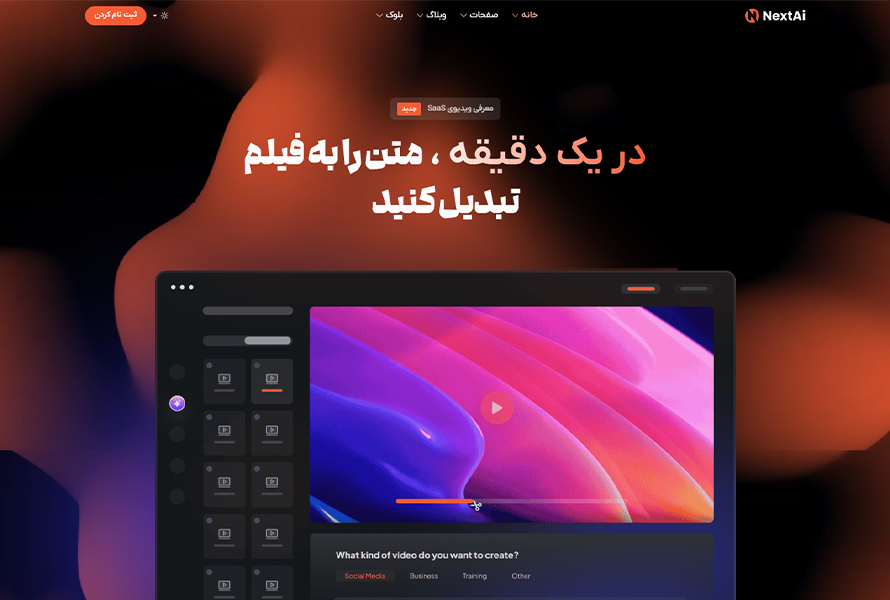 NextAi
خانه
صفحات
وبلاگ
بلوک
ثبت نام کردن
معرفی ویدیوی SaaS جدید
در یک دقیقه ، متن را به فیلم
تبدیل کنید
What kind of video do you want to create?
Social Media Business Training Other